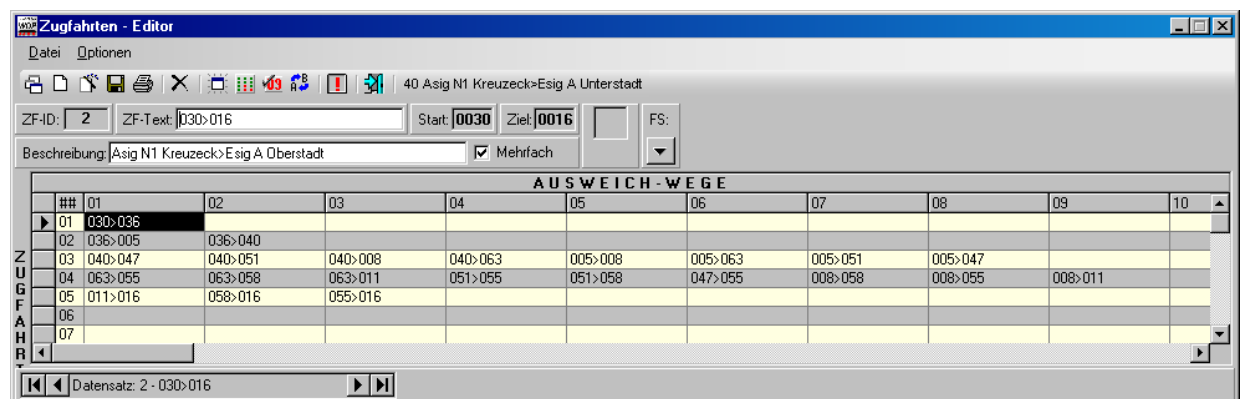 Zugfahrten - Editor
Datei Optionen
40 Asig N1 Kreuzeck>Esig A Unterstadt
ZF-ID: 2 ZF-Text: 030>016 Start: 0030 Ziel: 0016 FS:
Beschreibung: Asig N1 Kreuzeck>Esig A Oberstadt Mehrfach
AUSWEICH-WEGE
## 01 02 03 04 05 06 07 08 09 10
01 030>036
02 036>005 036>040
03 040>047 040>051 040>008 040>063 005>008 005>063 005>051 005>047
04 063>055 063>058 063>011 051>055 051>058 047>055 008>058 008>055 008>011
05 011>016 058>016 055>016
06
07
ZUGFAHR
Datensatz: 2 - 030>016